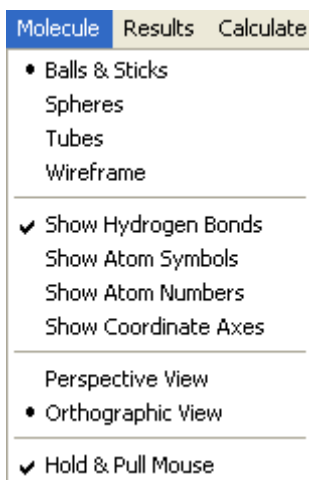 Molecule Results Calculate
Balls & Sticks
Spheres
Tubes
Wireframe
Show Hydrogen Bonds
Show Atom Symbols
Show Atom Numbers
Show Coordinate Axes
Perspective View
Orthographic View
Hold & Pull Mouse